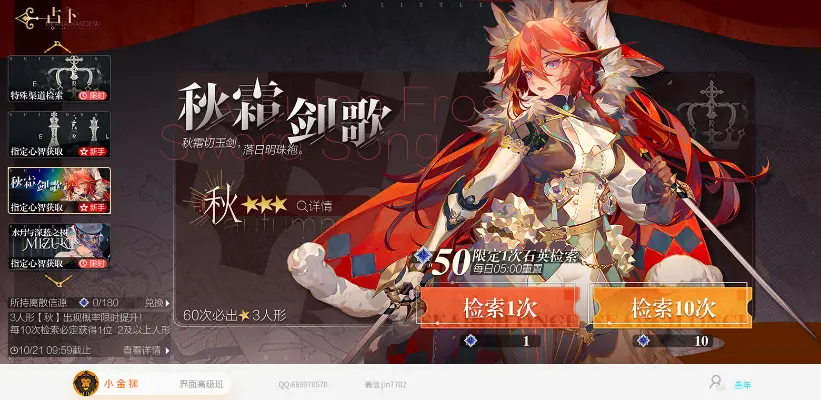 占卜
特殊渠道检索
限时
指定心智获取
新手
秋霜剑歌
指定心智获取
新手
水月与深蓝之树
MIZUKI
指定心智获取
限时
所持离散信源 0/180 兑换
3人形【秋】出现概率限时提升!
每10次检索必定获得1位 2及以上人形
10/21 09:59截止 查看详情
秋霜剑歌
秋霜切玉剑,落日明珠袍。
秋 ★★★ 详情
autumn
60次必出★3人形
50 限定1次石英检索
每日05:00重置
检索1次
检索10次
1
10
小金狮 界面高级班 QQ:669970570 微信:jin7702
叁年